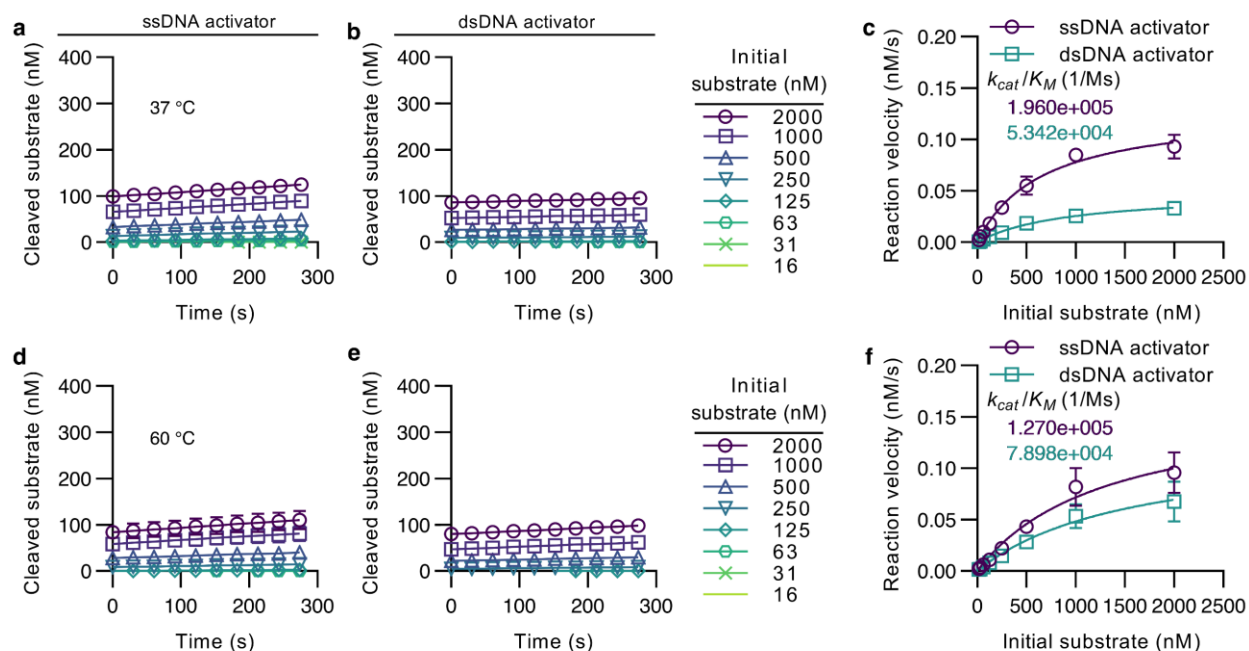 ssDNA activator
dsDNA activator
a
Cleaved substrate (nM)
400
300
200
100
0
37 °C
0 100 200 300
Time (s)
b
Cleaved substrate (nM)
400
300
200
100
0
0 100 200 300
Time (s)
Initial
substrate (nM)
2000
1000
500
250
125
63
31
16
c
ssDNA activator
dsDNA activator
kcat/KM (1/Ms)
1.960e+005
5.342e+004
Reaction velocity (nM/s)
0.20
0.15
0.10
0.05
0.00
0 500 1000 1500 2000 2500
Initial substrate (nM)
d
Cleaved substrate (nM)
400
300
200
100
0
60 °C
0 100 200 300
Time (s)
e
Cleaved substrate (nM)
400
300
200
100
0
0 100 200 300
Time (s)
Initial
substrate (nM)
2000
1000
500
250
125
63
31
16
f
ssDNA activator
dsDNA activator
kcat/KM (1/Ms)
1.270e+005
7.898e+004
Reaction velocity (nM/s)
0.20
0.15
0.10
0.05
0.00
0 500 1000 1500 2000 2500
Initial substrate (nM)